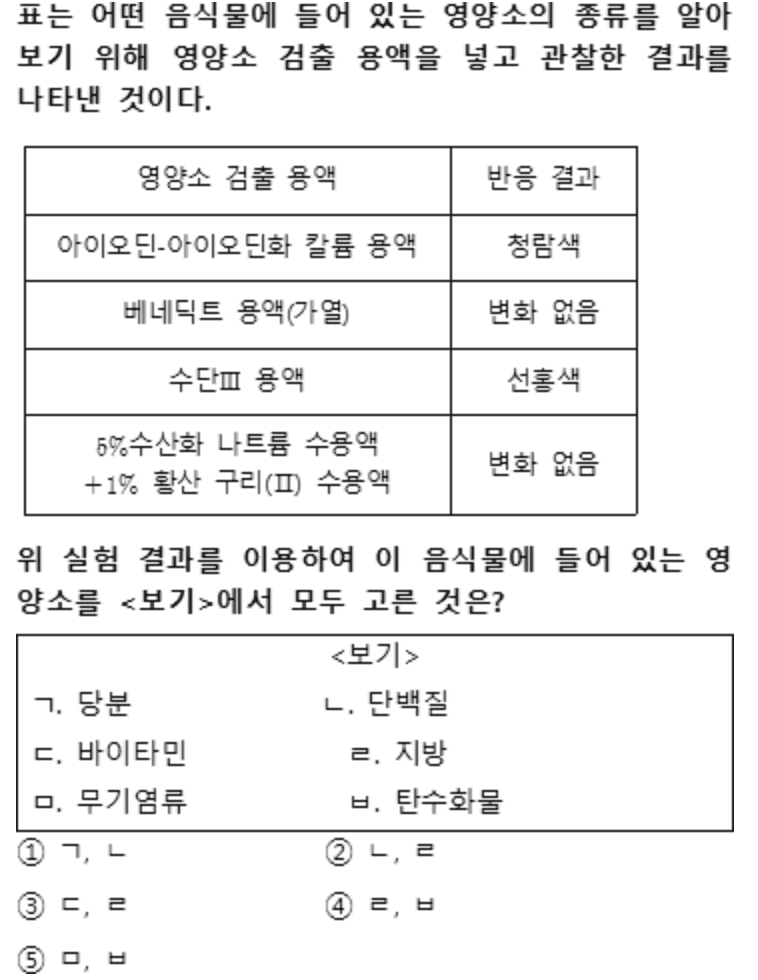 표는 어떤 음식물에 들어 있는 영양소의 종류를 알아
보기 위해 영양소 검출 용액을 넣고 관찰한 결과를
나타낸 것이다.
영양소 검출 용액 반응 결과
아이오딘-아이오딘화 칼륨 용액 청람색
베네딕트 용액(가열) 변화 없음
수단Ⅲ 용액 선홍색
5%수산화 나트륨 수용액
+1% 황산 구리(Ⅱ) 수용액 변화 없음
위 실험 결과를 이용하여 이 음식물에 들어 있는 영
양소를 <보기>에서 모두 고른 것은?
<보기>
ㄱ. 당분 ㄴ. 단백질
ㄷ. 바이타민 ㄹ. 지방
ㅁ. 무기염류 ㅂ. 탄수화물
① ㄱ, ㄴ ② ㄴ, ㄹ
③ ㄷ, ㄹ ④ ㄹ, ㅂ
⑤ ㅁ, ㅂ